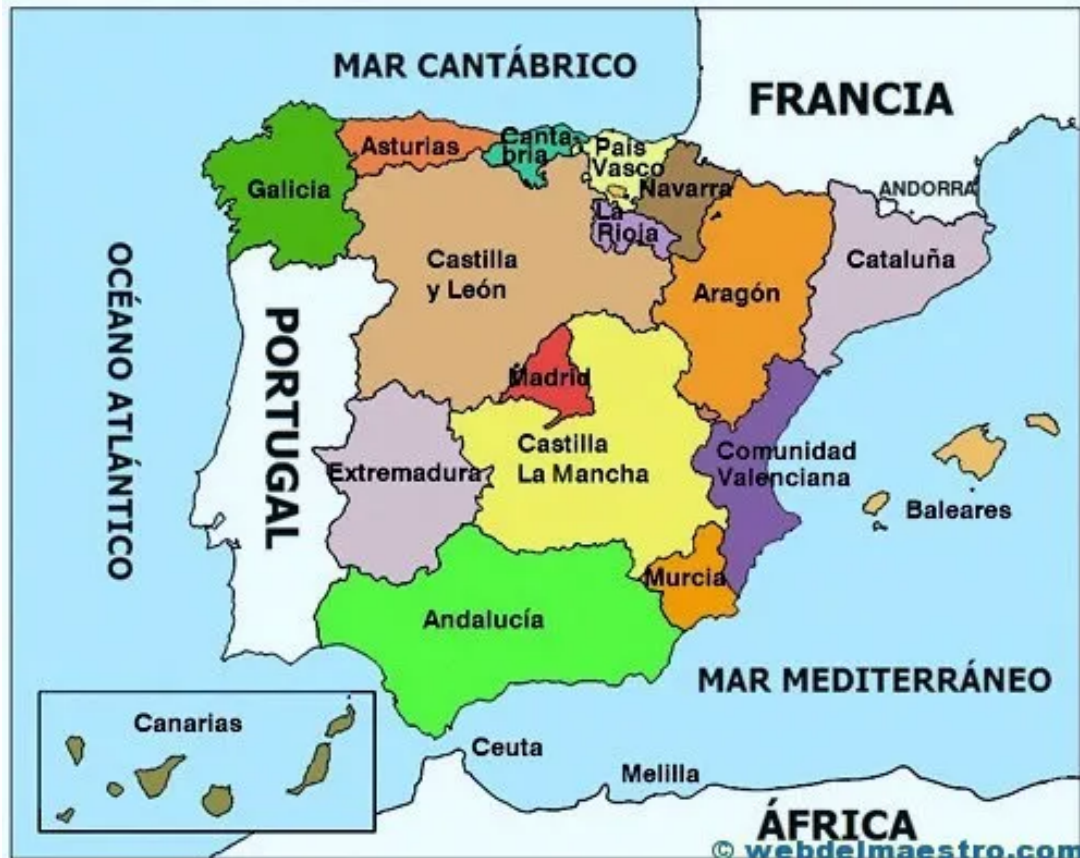 MAR CANTÁBRICO
FRANCIA
Asturias
Canta-
bria
País
Vasco
Navarra
Galicia
ANDORRA
La
Rioja
Castilla
y León
Cataluña
Aragón
OCÉANO ATLÁNTICO
PORTUGAL
Madrid
Castilla
La Mancha
Extremadura
Comunidad
Valenciana
Baleares
Murcia
Andalucía
MAR MEDITERRÁNEO
Canarias
Ceuta
Melilla
ÁFRICA
© webdelmaestro.com